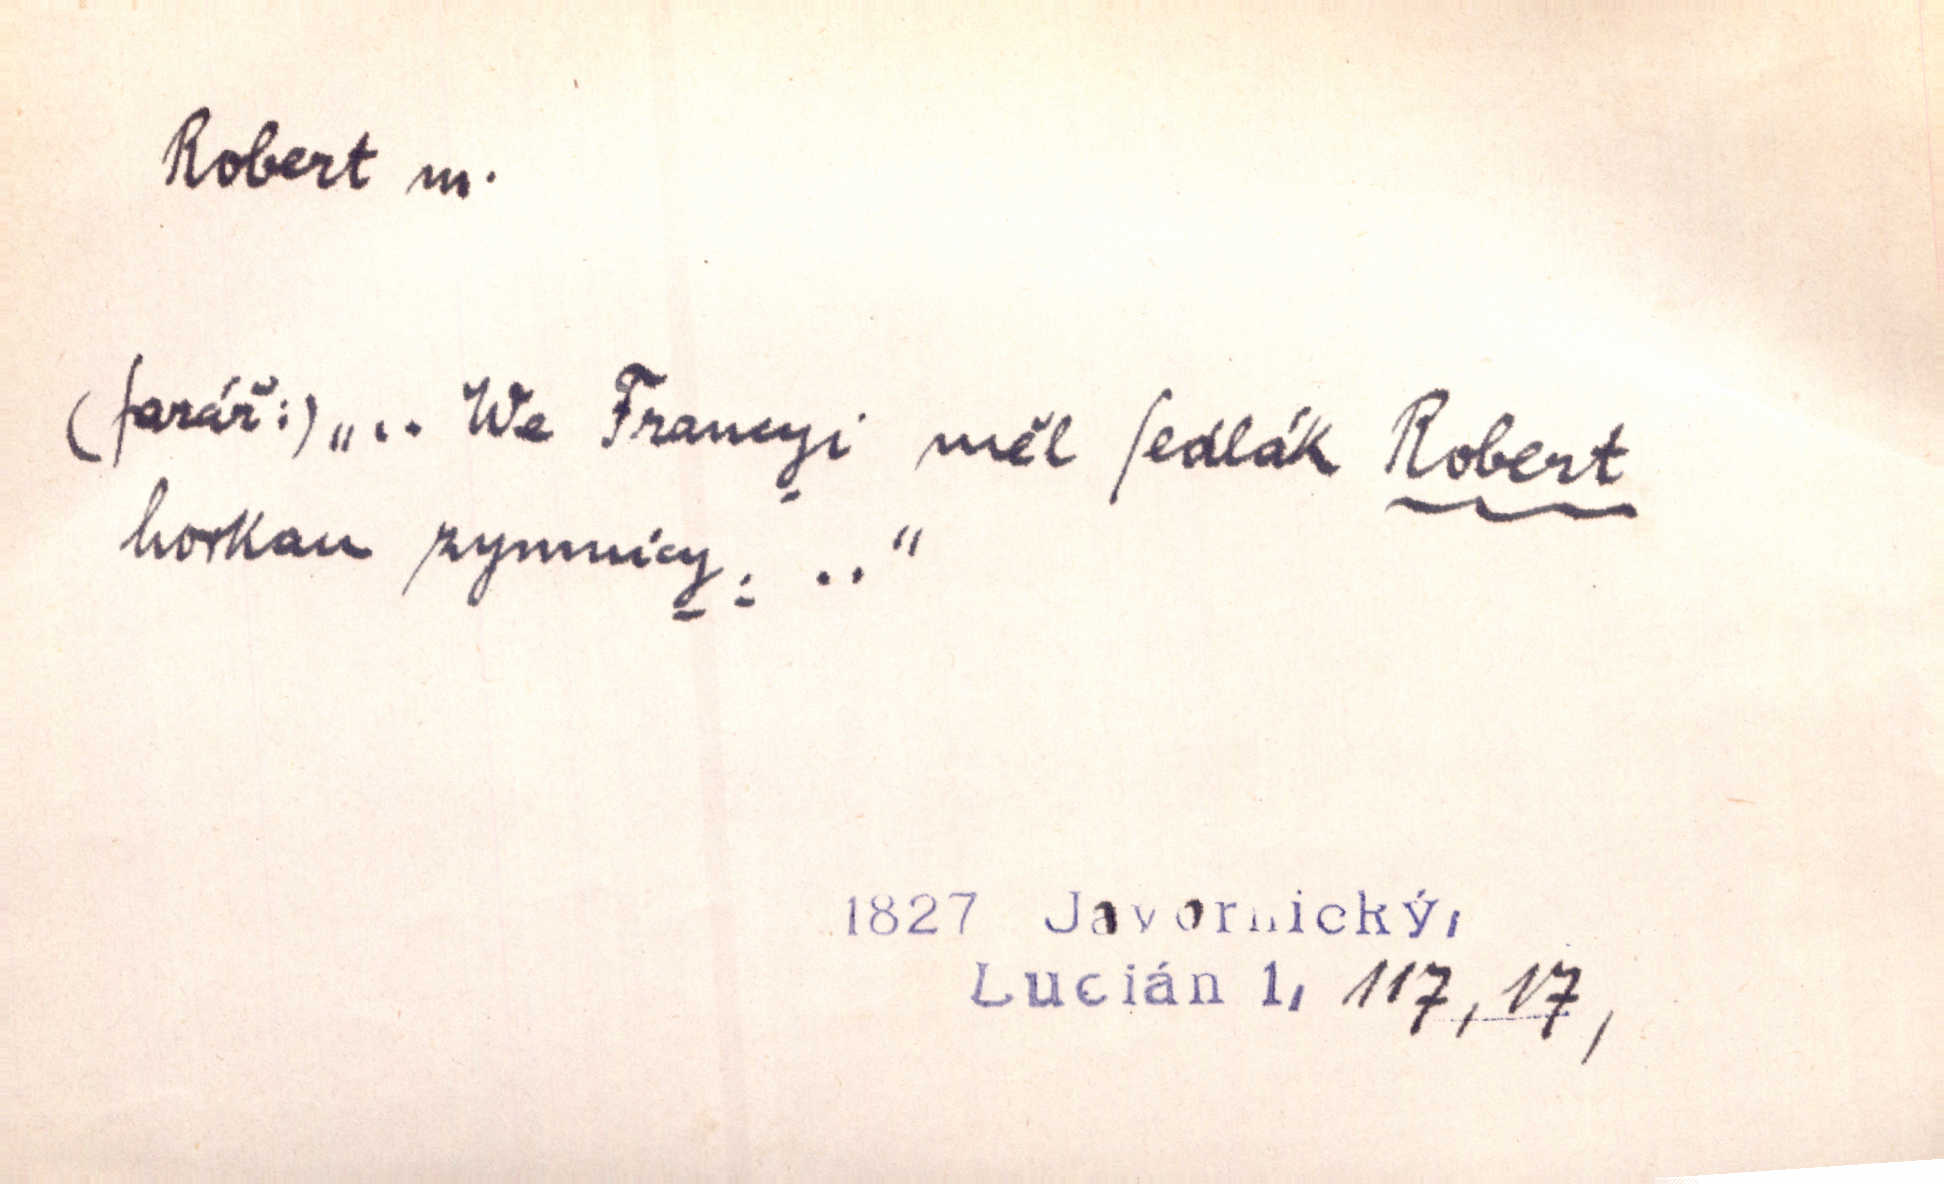 Robert m.
(farář:) „... We Francyi měl sedlák Robert
horkau zymnicy. .. “
1827 Javornický,
Lucián 1, 117, 17,